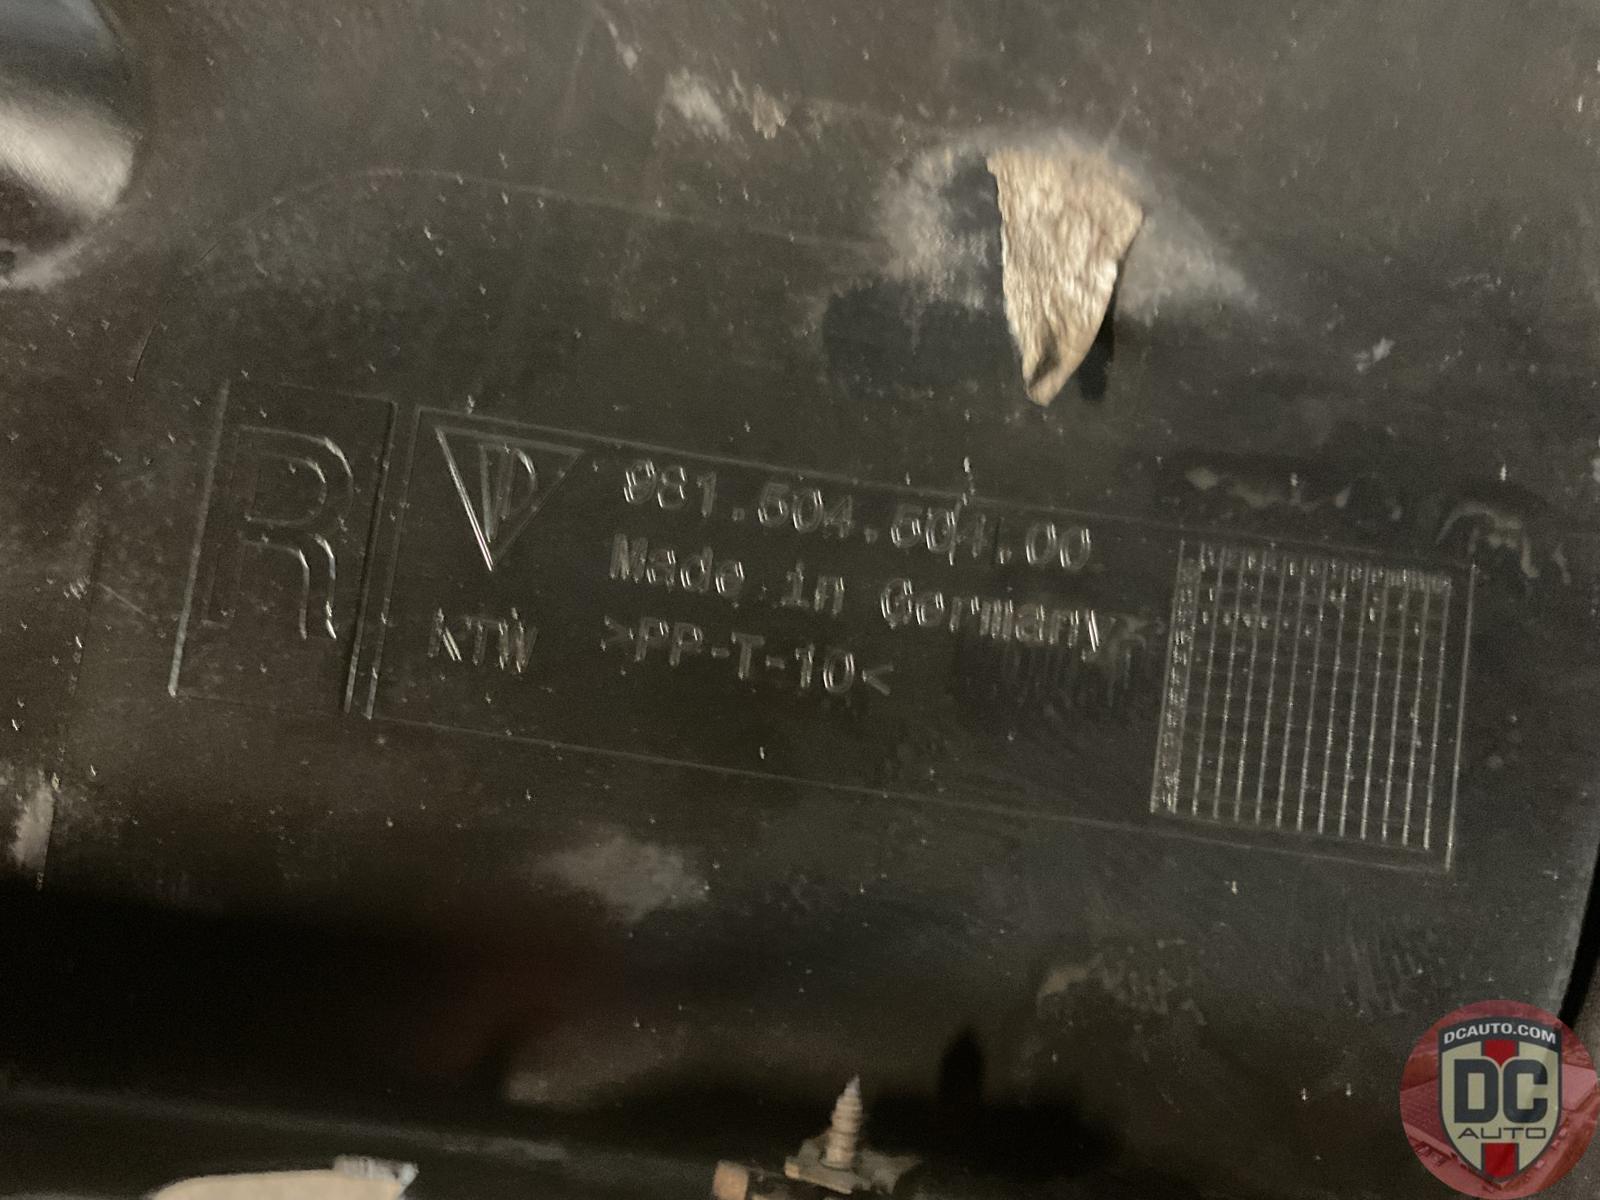 R
981.504.504.00
Made in Germany
KTW >PP-T-10<
DCAUTO.COM
DC
AUTO